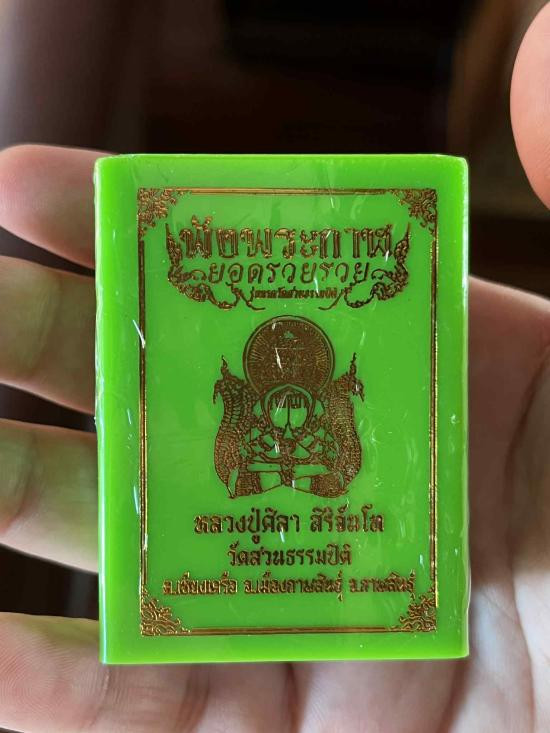 พ่อพระกาฬ
ยอดรวยรวย
หลวงปู่ศิลา สิริจันโท
วัดสวนธรรมปีติ
ต.เชียงเครือ อ.เมืองกาฬสินธุ์ จ.กาฬสินธุ์